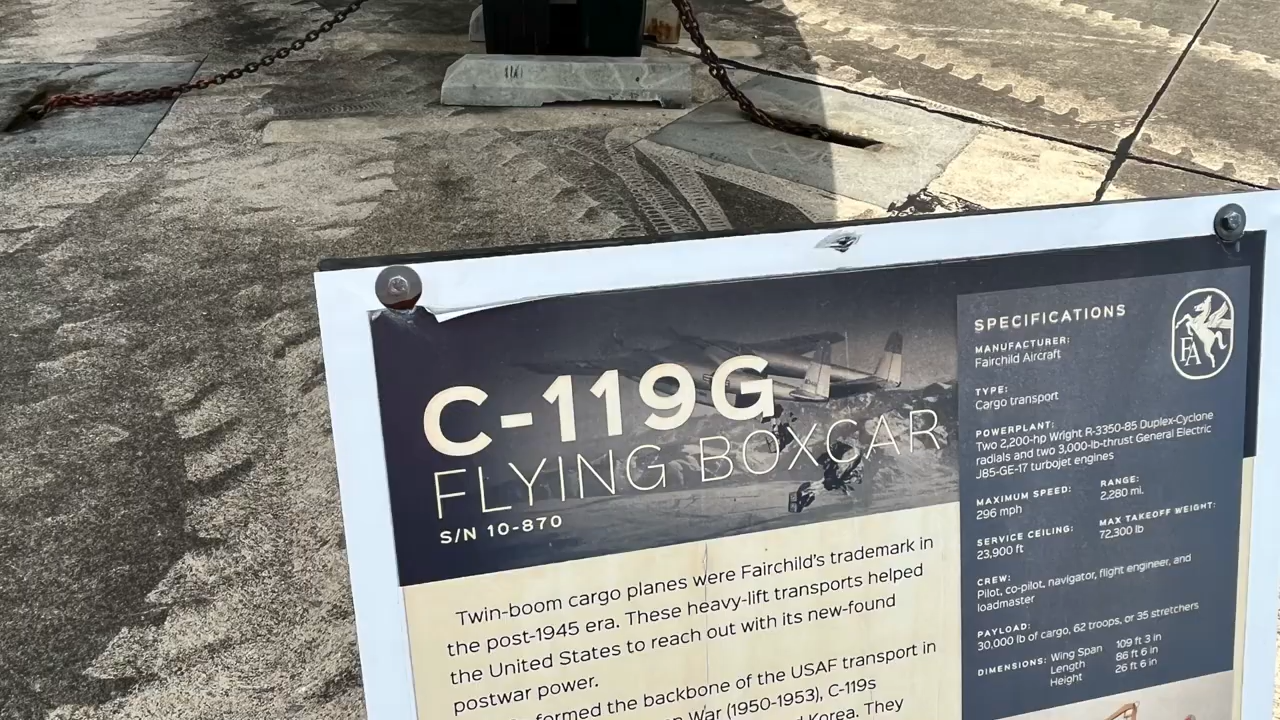 C-119G
FLYING BOXCAR
S/N 10-870
Twin-boom cargo planes were Fairchild's trademark in
the post-1945 era. These heavy-lift transports helped
the United States to reach out with its new-found
postwar power.
formed the backbone of the USAF transport in
War (1950-1953), C-119s
Korea. They
SPECIFICATIONS
FA
MANUFACTURER:
Fairchild Aircraft
TYPE:
Cargo transport
POWERPLANT:
Two 2,200-hp Wright R-3350-85 Duplex-Cyclone
radials and two 3,000-lb-thrust General Electric
J85-GE-17 turbojet engines
MAXIMUM SPEED:
296 mph
RANGE:
2,280 mi.
SERVICE CEILING:
23,900 ft
MAX TAKEOFF WEIGHT:
72,300 lb
CREW:
Pilot, co-pilot, navigator, flight engineer, and
loadmaster
PAYLOAD:
30,000 lb of cargo, 62 troops, or 35 stretchers
DIMENSIONS: Wing Span 109 ft 3 in
Length 86 ft 6 in
Height 26 ft 6 in